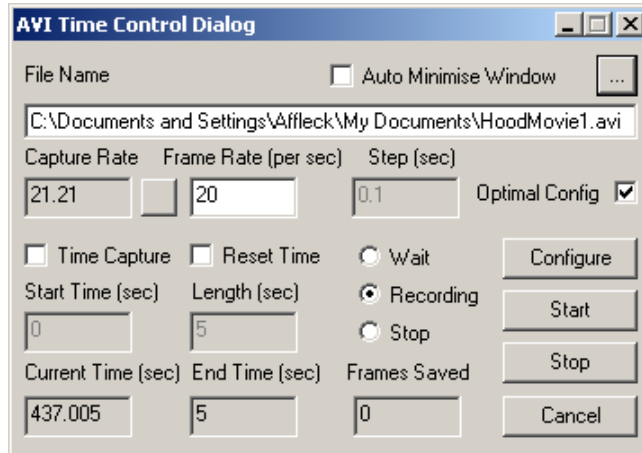 AVI Time Control Dialog
File Name
Auto Minimise Window
...
C:\Documents and Settings\Affleck\My Documents\HoodMovie1.avi
Capture Rate Frame Rate (per sec) Step (sec)
21.21 20 0.1 Optimal Config
Time Capture Reset Time Wait Configure
Start Time (sec) Length (sec) Recording Start
0 5 Stop
Current Time (sec) End Time (sec) Frames Saved Stop
437.005 5 0 Cancel